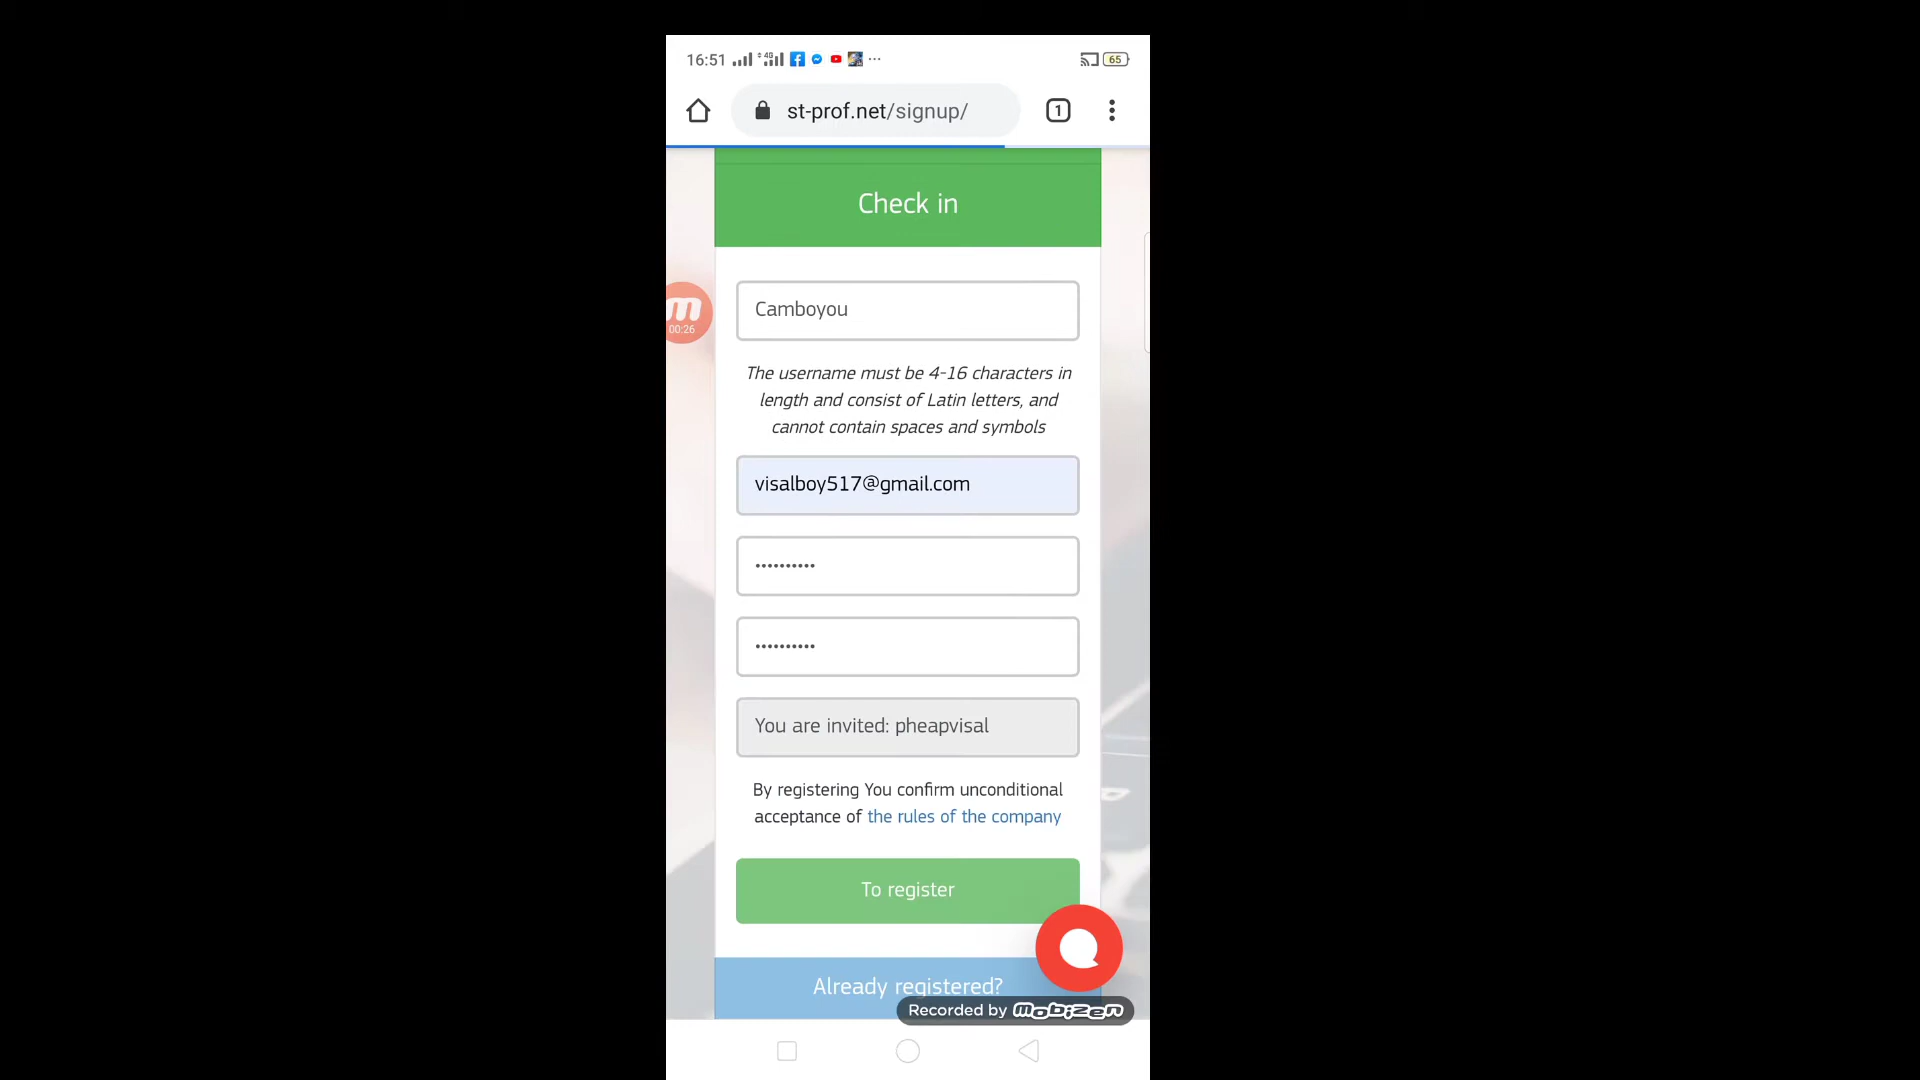 16:51 4G 65
st-prof.net/signup/ 1
Check in
00:26
Camboyou
The username must be 4-16 characters in
length and consist of Latin letters, and
cannot contain spaces and symbols
visalboy517@gmail.com
••••••••••
••••••••••
You are invited: pheapvisal
By registering You confirm unconditional
acceptance of the rules of the company
To register
Already registered?
Recorded by mobizen